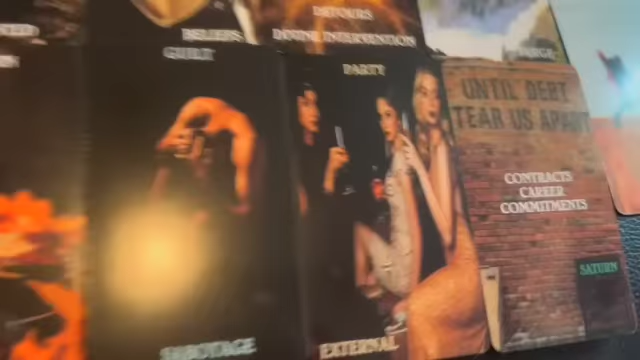 DETOURS
BELIEFS
DIVINE INTERVENTION
GUILT
PARTY
UNTIL DEBT
TEAR US APART
CONTRACTS
CAREER
COMMITMENTS
SATURN
SABOTAGE
EXTERNAL